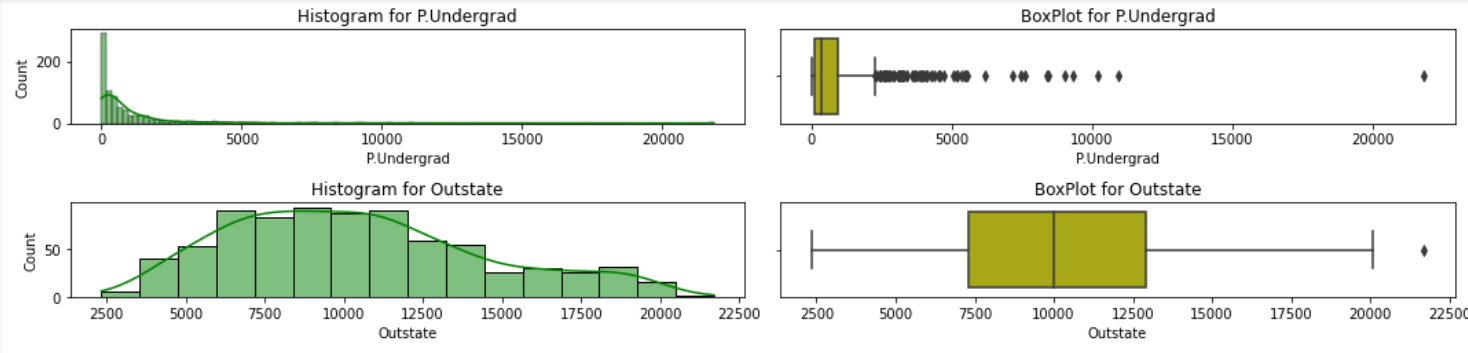 Histogram for P.Undergrad
BoxPlot for P.Undergrad
Count
200
0
0 5000 10000 15000 20000
0 5000 10000 15000 20000
P.Undergrad
P.Undergrad
Histogram for Outstate
BoxPlot for Outstate
Count
50
0
2500 5000 7500 10000 12500 15000 17500 20000 22500
2500 5000 7500 10000 12500 15000 17500 20000 22500
Outstate
Outstate